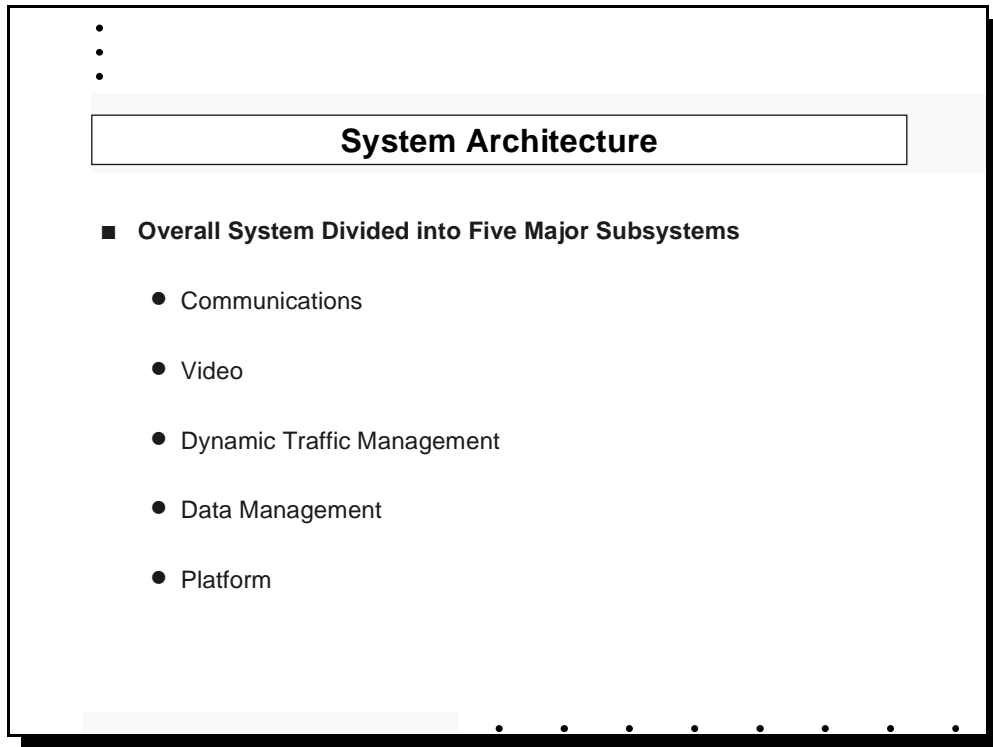 System Architecture
■ Overall System Divided into Five Major Subsystems
● Communications
● Video
● Dynamic Traffic Management
● Data Management
● Platform